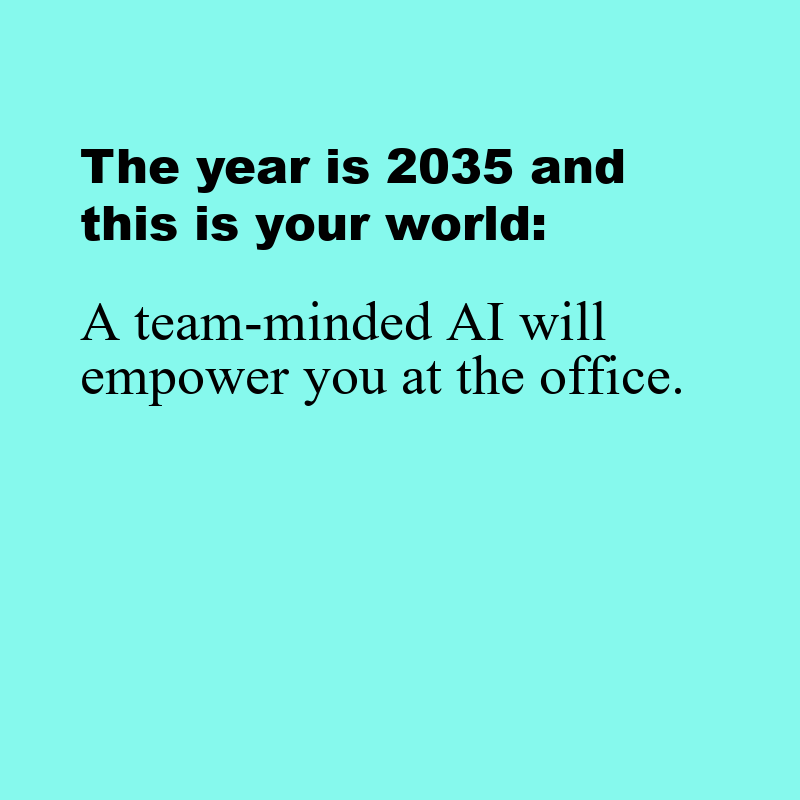 The year is 2035 and
this is your world:
A team-minded AI will
empower you at the office.